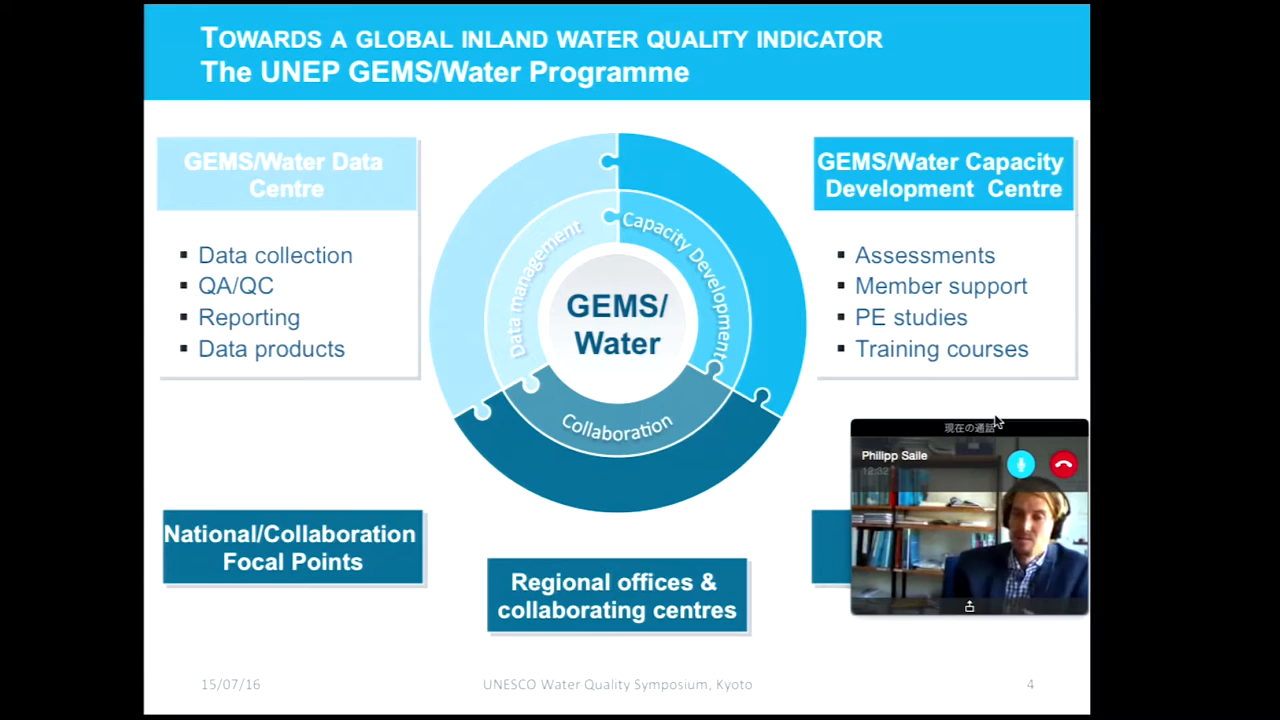 TOWARDS A GLOBAL INLAND WATER QUALITY INDICATOR
The UNEP GEMS/Water Programme
GEMS/Water Data
Centre
▪ Data collection
▪ QA/QC
▪ Reporting
▪ Data products
Data management
Capacity Development
Collaboration
GEMS/
Water
GEMS/Water Capacity
Development Centre
▪ Assessments
▪ Member support
▪ PE studies
▪ Training courses
現在の通話
Philipp Saile
12:32
National/Collaboration
Focal Points
Regional offices &
collaborating centres
15/07/16
UNESCO Water Quality Symposium, Kyoto
4